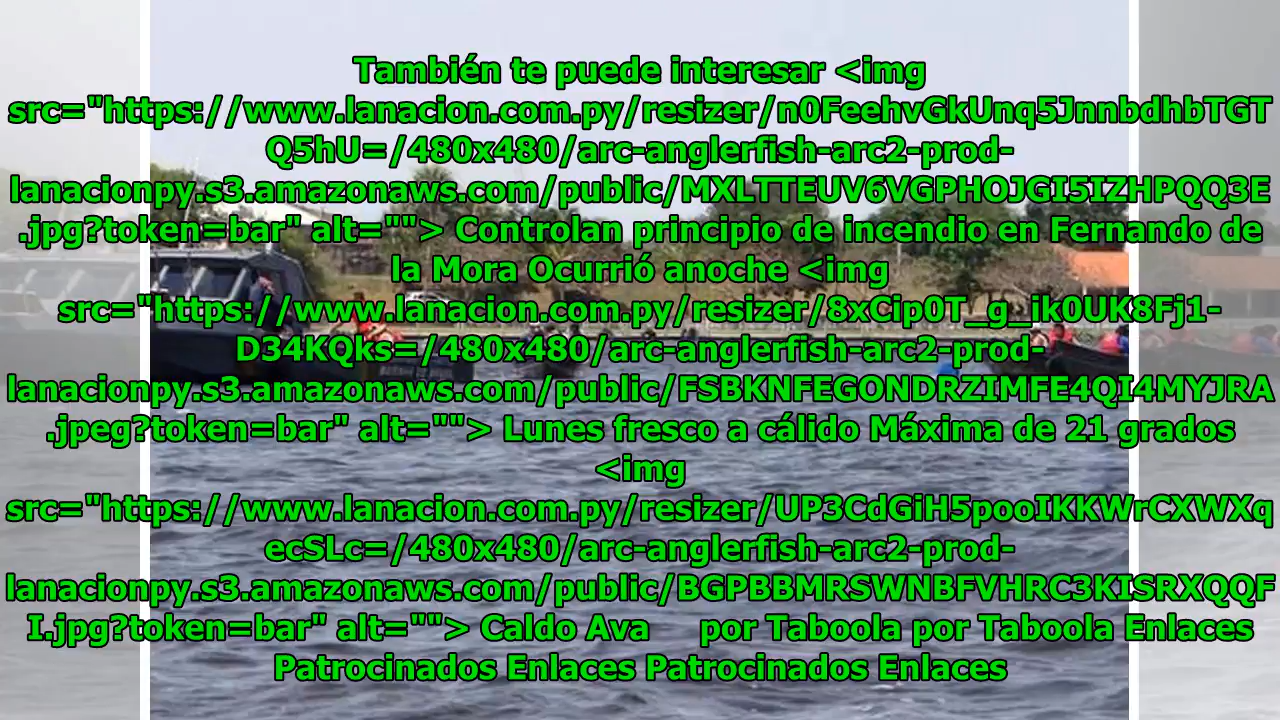 También te puede interesar <img
src="https://www.lanacion.com.py/resizer/n0FeehvGkUnq5JnnbdhbTGT
Q5hU=/480x480/arc-anglerfish-arc2-prod-
lanacionpy.s3.amazonaws.com/public/MXLTTEUV6VGPHOJGI5IZHPQQ3E
.jpg?token=bar" alt=""> Controlan principio de incendio en Fernando de
la Mora Ocurrió anoche <img
src="https://www.lanacion.com.py/resizer/8xCip0T_g_ik0UK8Fj1-
D34KQks=/480x480/arc-anglerfish-arc2-prod-
lanacionpy.s3.amazonaws.com/public/FSBKNFEGONDRZIMFE4QI4MYJRA
.jpeg?token=bar" alt=""> Lunes fresco a cálido Máxima de 21 grados
<img
src="https://www.lanacion.com.py/resizer/UP3CdGiH5pooIKKWrCXWXq
ecSLc=/480x480/arc-anglerfish-arc2-prod-
lanacionpy.s3.amazonaws.com/public/BGPBBMRSWNBFVHRC3KISRXQQF
I.jpg?token=bar" alt=""> Caldo Ava por Taboola por Taboola Enlaces
Patrocinados Enlaces Patrocinados Enlaces